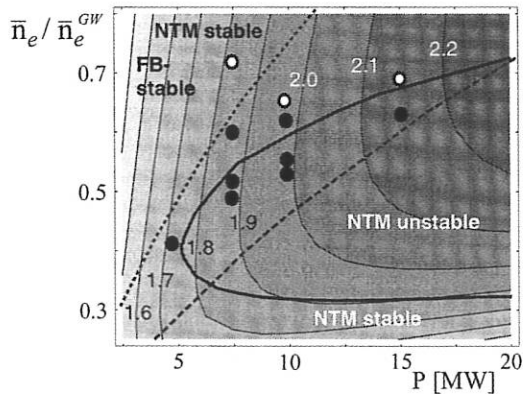 n̅ₑ / n̅ₑᴳᵂ
NTM stable
FB-
stable
2.0
2.1
2.2
0.7
0.5
0.3
1.9
1.8
1.7
1.6
NTM unstable
NTM stable
5
10
15
20
P [MW]